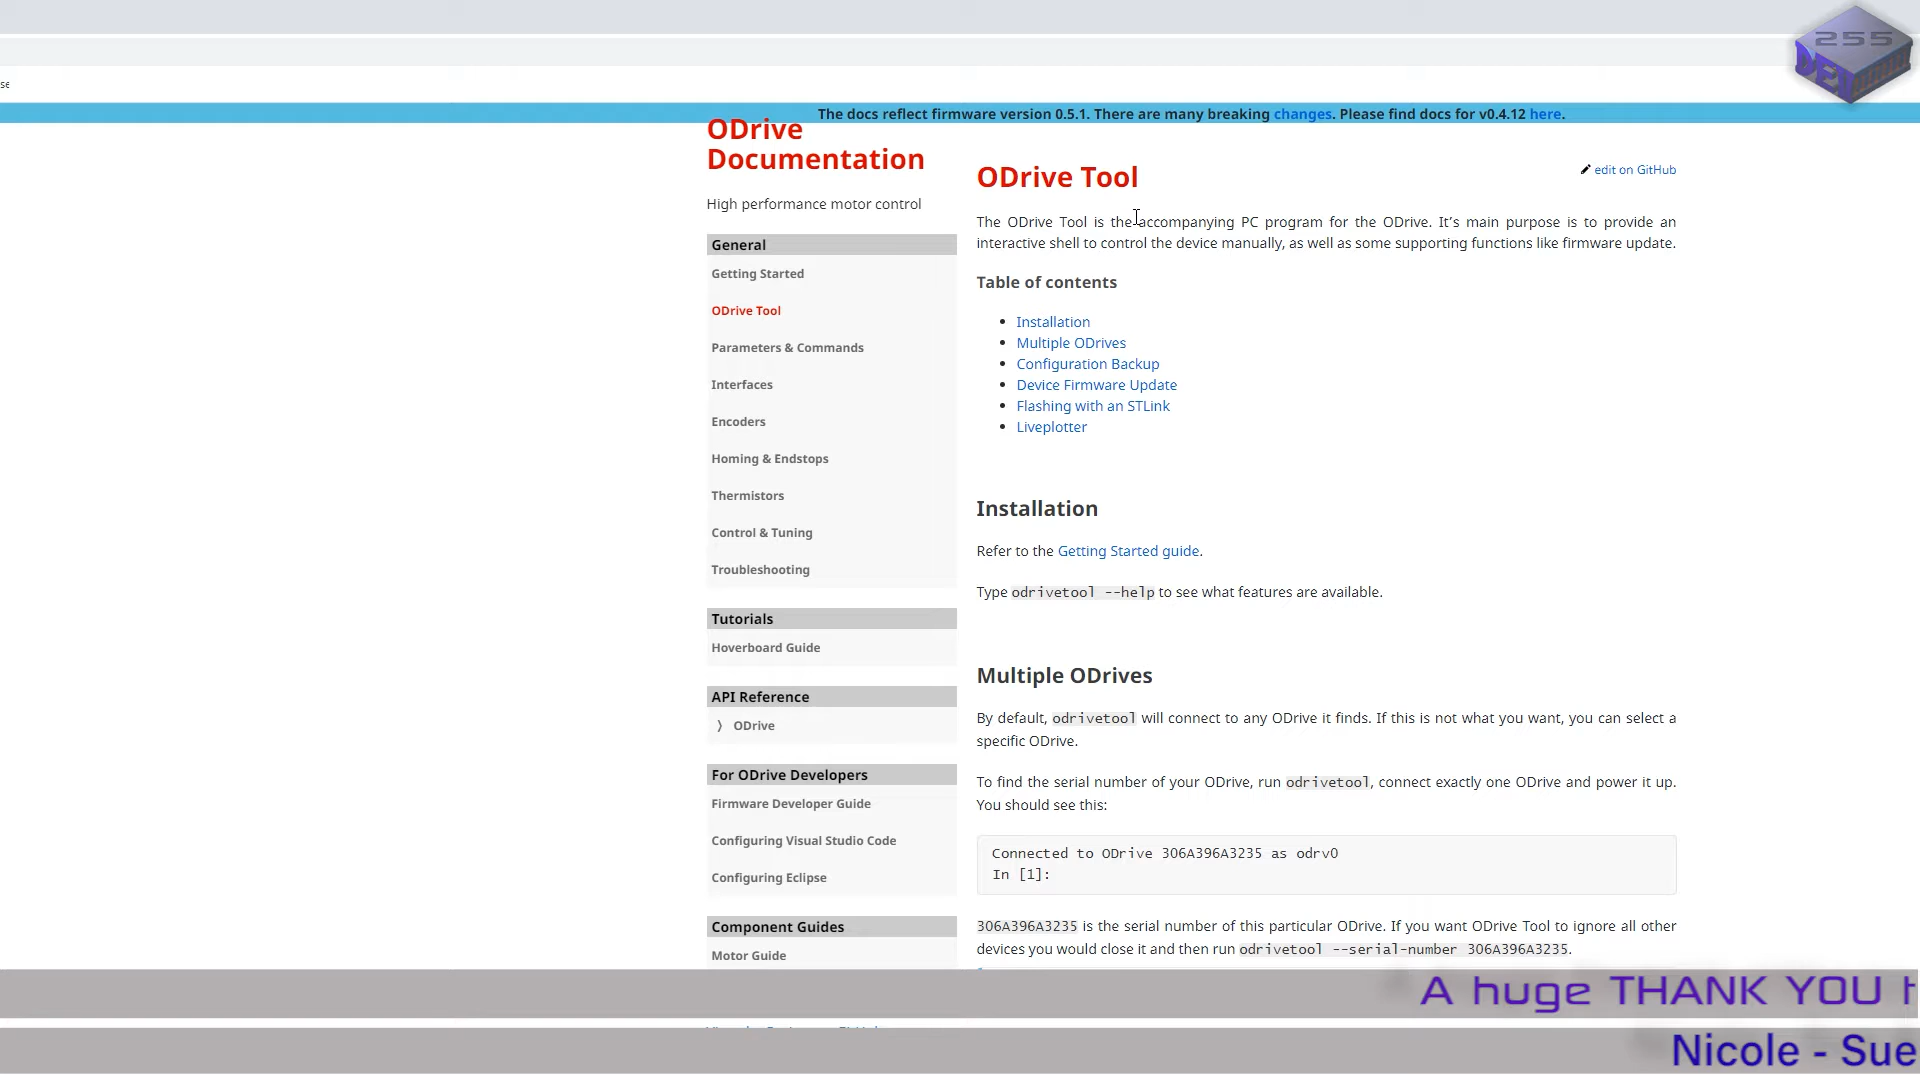 255
DEV
se
The docs reflect firmware version 0.5.1. There are many breaking changes. Please find docs for v0.4.12 here.
ODrive
Documentation
High performance motor control
General
Getting Started
ODrive Tool
Parameters & Commands
Interfaces
Encoders
Homing & Endstops
Thermistors
Control & Tuning
Troubleshooting
Tutorials
Hoverboard Guide
API Reference
ODrive
For ODrive Developers
Firmware Developer Guide
Configuring Visual Studio Code
Configuring Eclipse
Component Guides
Motor Guide
ODrive Tool
edit on GitHub
The ODrive Tool is the accompanying PC program for the ODrive. It’s main purpose is to provide an
interactive shell to control the device manually, as well as some supporting functions like firmware update.
Table of contents
• Installation
• Multiple ODrives
• Configuration Backup
• Device Firmware Update
• Flashing with an STLink
• Liveplotter
Installation
Refer to the Getting Started guide.
Type odrivetool --help to see what features are available.
Multiple ODrives
By default, odrivetool will connect to any ODrive it finds. If this is not what you want, you can select a
specific ODrive.
To find the serial number of your ODrive, run odrivetool, connect exactly one ODrive and power it up.
You should see this:
Connected to ODrive 306A396A3235 as odrv0
In [1]:
306A396A3235 is the serial number of this particular ODrive. If you want ODrive Tool to ignore all other
devices you would close it and then run odrivetool --serial-number 306A396A3235.
A huge THANK YOU t
Nicole - Sue